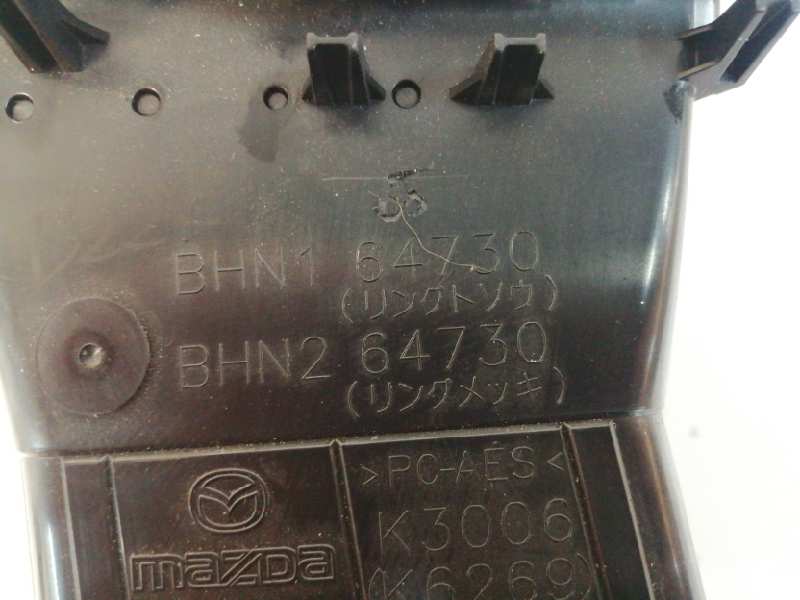 BHN1 64730
(リングトソウ)
BHN2 64730
(リングメッキ)
>PC-AES<
K3006
mazda
(K6269)